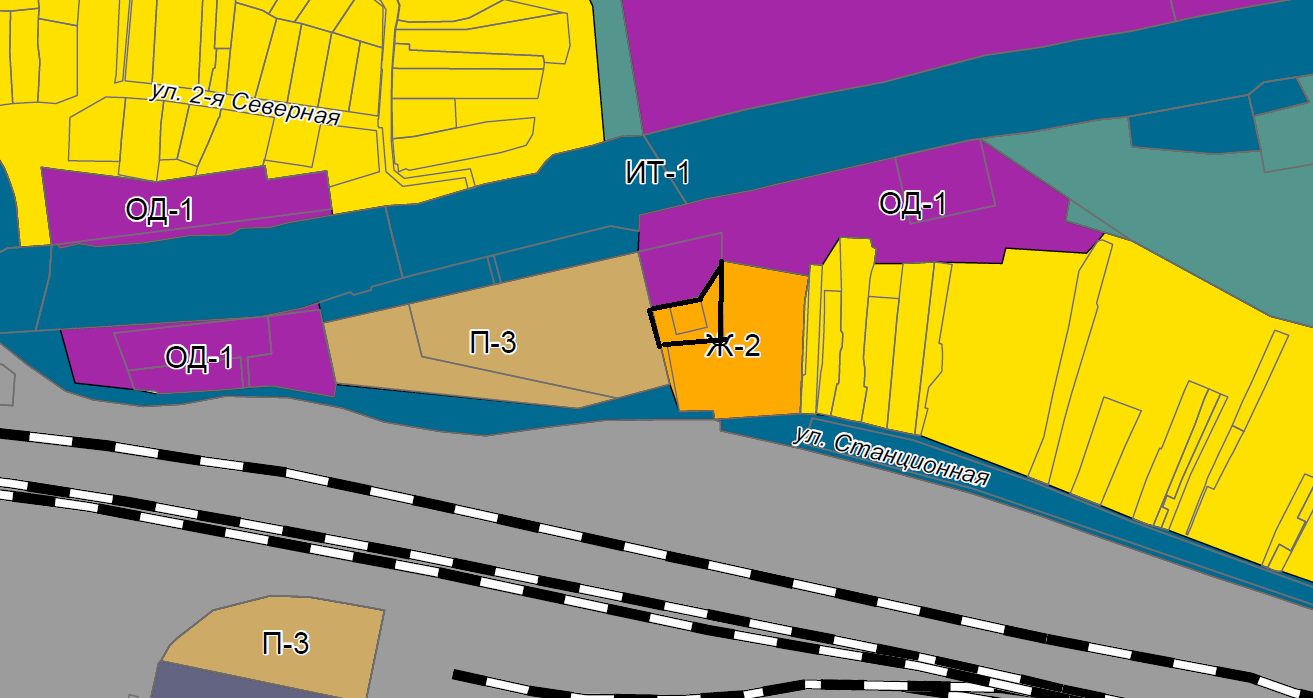 ул. 2-я Северная
ИТ-1
ОД-1
ОД-1
П-3
Ж-2
ОД-1
ул. Станционная
П-3